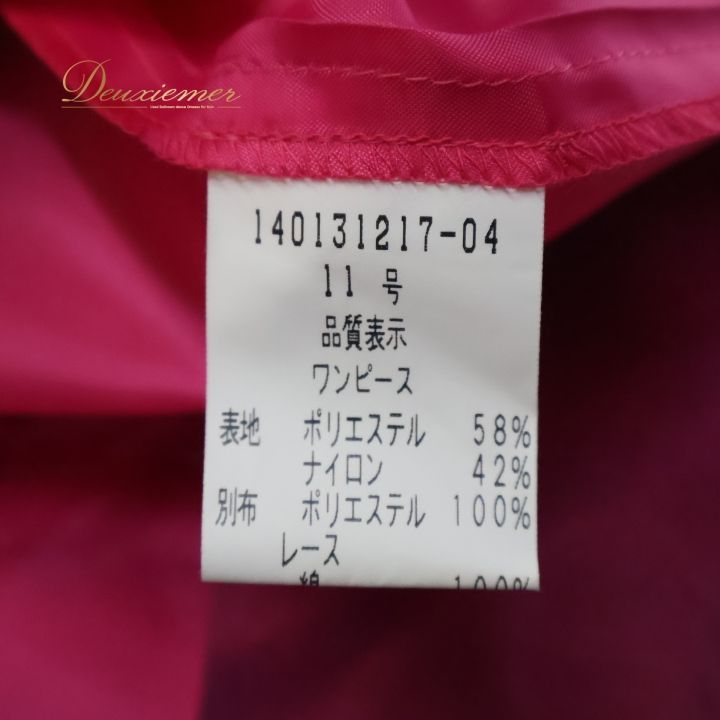 Deuxiemer
140131217-04
11 号
品質表示
ワンピース
表地 ポリエステル 58%
ナイロン 42%
別布 ポリエステル 100%
レース
綿 100%